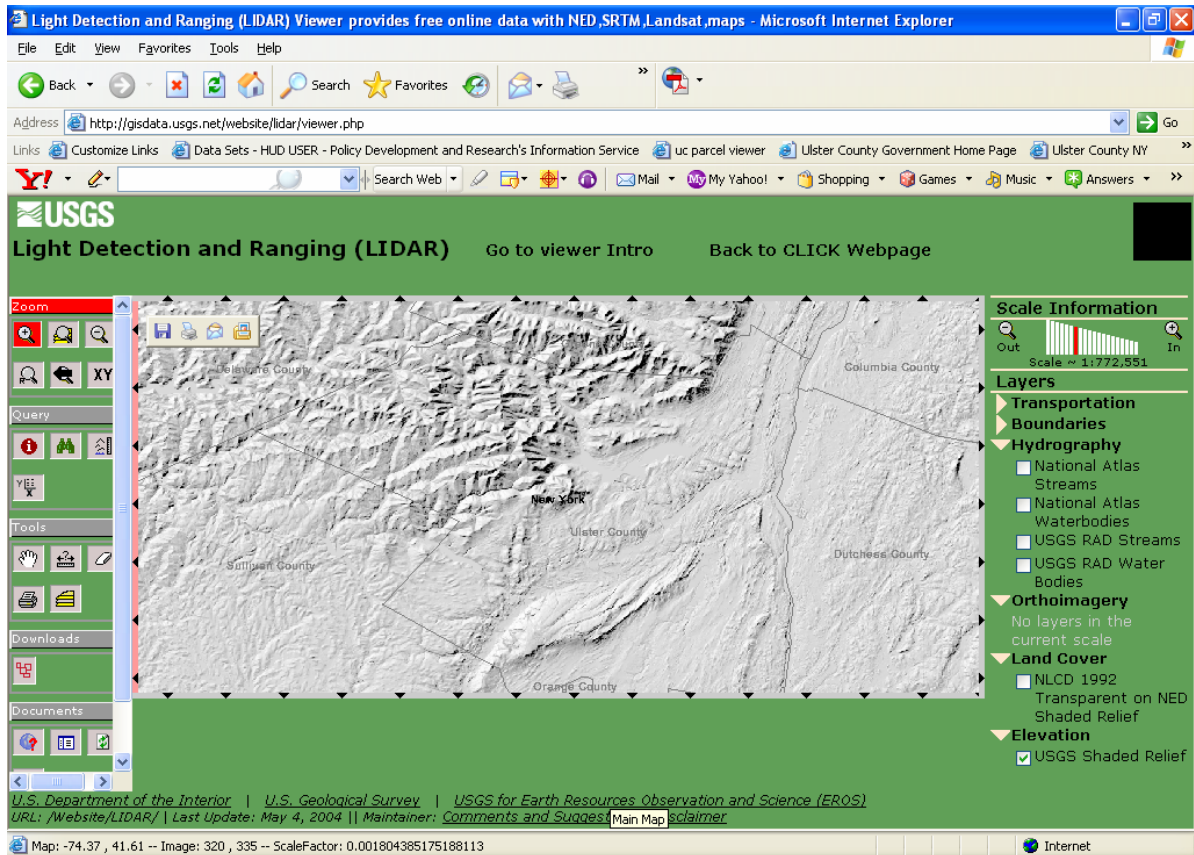 Light Detection and Ranging (LIDAR) Viewer provides free online data with NED,SRTM,Landsat,maps - Microsoft Internet Explorer
File Edit View Favorites Tools Help
Back Search Favorites »
Address http://gisdata.usgs.net/website/lidar/viewer.php Go
Links Customize Links Data Sets - HUD USER - Policy Development and Research's Information Service uc parcel viewer Ulster County Government Home Page Ulster County NY »
Y! Search Web Mail My Yahoo! Shopping Games Music Answers »
USGS
Light Detection and Ranging (LIDAR) Go to viewer Intro Back to CLICK Webpage
Zoom
XY
Query
Tools
Downloads
Documents
Delaware County
Columbia County
New York
Ulster County
Dutchess County
Sullivan County
Orange County
Scale Information
Out In
Scale ~ 1:772,551
Layers
Transportation
Boundaries
Hydrography
National Atlas
Streams
National Atlas
Waterbodies
USGS RAD Streams
USGS RAD Water
Bodies
Orthoimagery
No layers in the
current scale
Land Cover
NLCD 1992
Transparent on NED
Shaded Relief
Elevation
USGS Shaded Relief
U.S. Department of the Interior | U.S. Geological Survey | USGS for Earth Resources Observation and Science (EROS)
URL: /Website/LIDAR/ | Last Update: May 4, 2004 || Maintainer: Comments and Suggest Main Map sclaimer
Map: -74.37 , 41.61 -- Image: 320 , 335 -- ScaleFactor: 0.001804385175188113 Internet